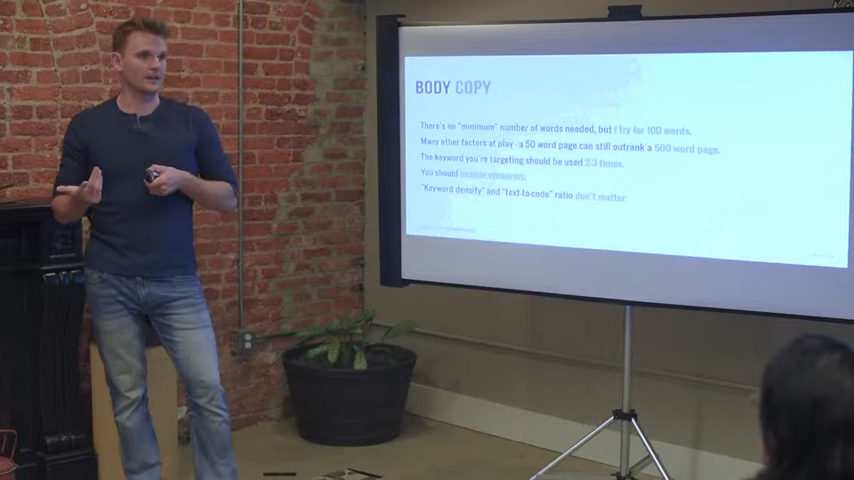 BODY COPY
There's no "minimum" number of words needed, but I try for 100 words.
Many other factors at play - a 50 word page can still outrank a 500 word page.
The keyword you're targeting should be used 2-3 times.
You should include synonyms.
"Keyword density" and "text-to-code" ratio don't matter